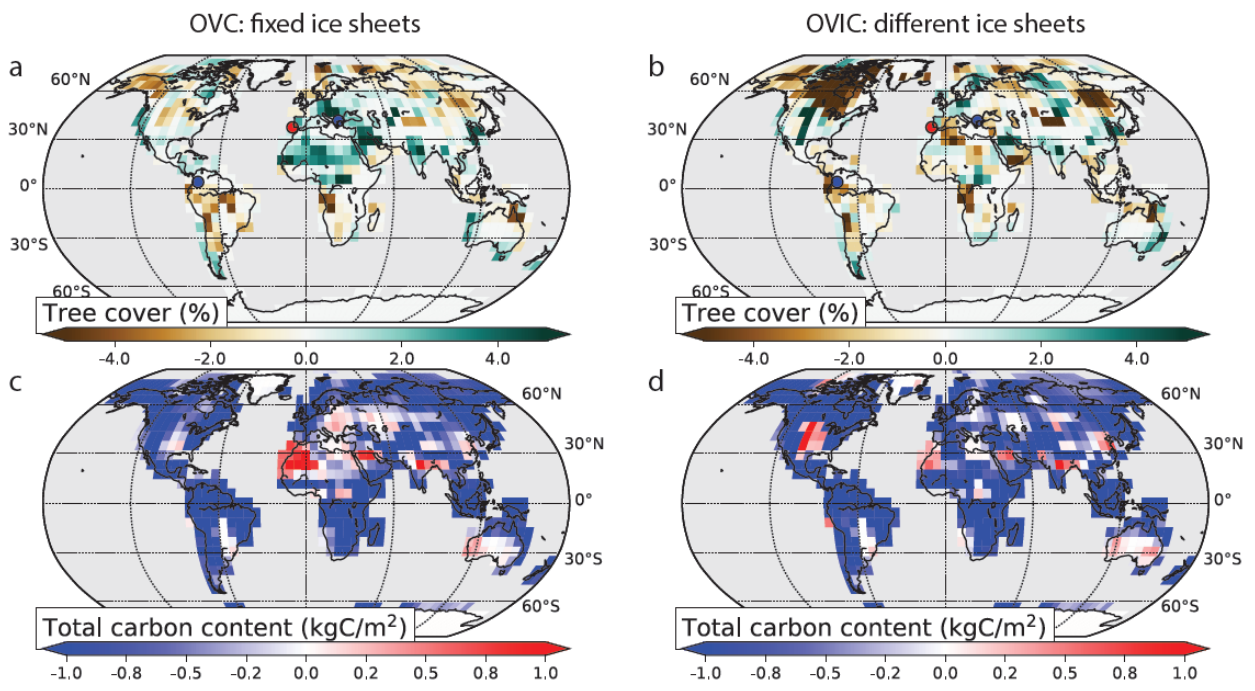 OVC: fixed ice sheets
OVIC: different ice sheets
a
60°N
30°N
0°
30°S
60°S
Tree cover (%)
-4.0 -2.0 0.0 2.0 4.0
b
60°N
30°N
0°
30°S
60°S
Tree cover (%)
-4.0 -2.0 0.0 2.0 4.0
c
60°N
30°N
0°
30°S
60°S
Total carbon content (kgC/m²)
-1.0 -0.8 -0.5 -0.2 0.0 0.2 0.5 0.8 1.0
d
60°N
30°N
0°
30°S
60°S
Total carbon content (kgC/m²)
-1.0 -0.8 -0.5 -0.2 0.0 0.2 0.5 0.8 1.0